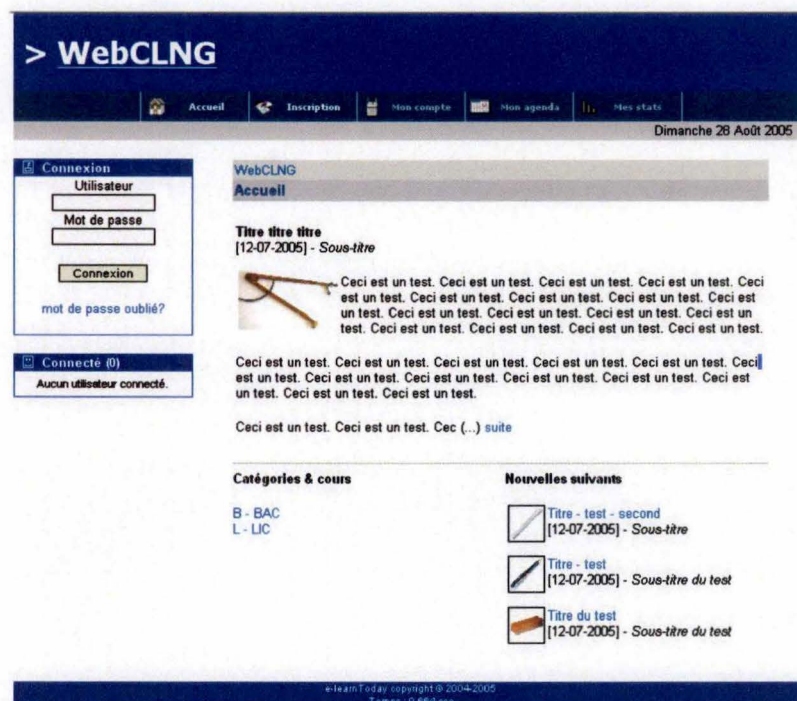 > WebCLNG
Accueil Inscription Mon compte Mon agenda Mes stats
Dimanche 28 Août 2005
Connexion
Utilisateur
Mot de passe
Connexion
mot de passe oublié?
Connecté (0)
Aucun utilisateur connecté.
WebCLNG
Accueil
Titre titre titre
[12-07-2005] - Sous-titre
Ceci est un test. Ceci est un test. Ceci est un test. Ceci est un test. Ceci
est un test. Ceci est un test. Ceci est un test. Ceci est un test. Ceci est
un test. Ceci est un test. Ceci est un test. Ceci est un test. Ceci est un
test. Ceci est un test. Ceci est un test. Ceci est un test. Ceci est un test.
Ceci est un test. Ceci est un test. Ceci est un test. Ceci est un test. Ceci est un test. Ceci
est un test. Ceci est un test. Ceci est un test. Ceci est un test. Ceci est un test. Ceci est
un test. Ceci est un test. Ceci est un test.
Ceci est un test. Ceci est un test. Cec (...) suite
Catégories & cours
B - BAC
L - LIC
Nouvelles suivants
Titre - test - second
[12-07-2005] - Sous-titre
Titre - test
[12-07-2005] - Sous-titre du test
Titre du test
[12-07-2005] - Sous-titre du test
e-learnToday copyright © 2004-2005